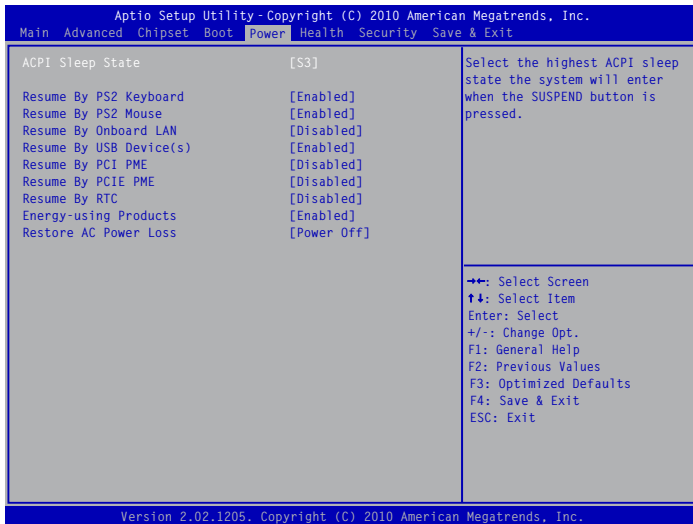 Aptio Setup Utility - Copyright (C) 2010 American Megatrends, Inc.
Main Advanced Chipset Boot Power Health Security Save & Exit
ACPI Sleep State [S3]
Resume By PS2 Keyboard [Enabled]
Resume By PS2 Mouse [Enabled]
Resume By Onboard LAN [Disabled]
Resume By USB Device(s) [Enabled]
Resume By PCI PME [Disabled]
Resume By PCIE PME [Disabled]
Resume By RTC [Disabled]
Energy-using Products [Enabled]
Restore AC Power Loss [Power Off]
Select the highest ACPI sleep
state the system will enter
when the SUSPEND button is
pressed.
→←: Select Screen
↑↓: Select Item
Enter: Select
+/-: Change Opt.
F1: General Help
F2: Previous Values
F3: Optimized Defaults
F4: Save & Exit
ESC: Exit
Version 2.02.1205. Copyright (C) 2010 American Megatrends, Inc.